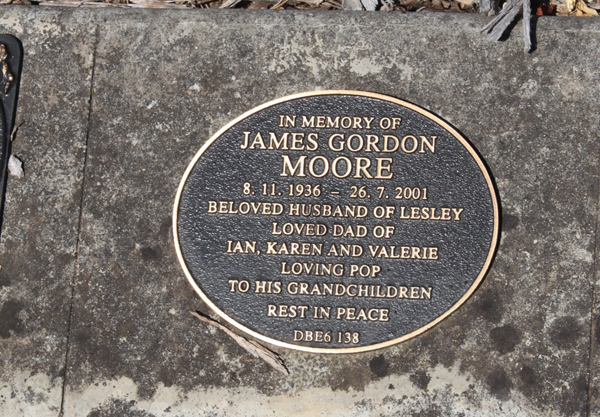 IN MEMORY OF
JAMES GORDON
MOORE
8. 11. 1936 – 26. 7. 2001
BELOVED HUSBAND OF LESLEY
LOVED DAD OF
IAN, KAREN AND VALERIE
LOVING POP
TO HIS GRANDCHILDREN
REST IN PEACE
DBE6 138